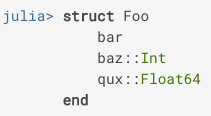 julia> struct Foo
bar
baz::Int
qux::Float64
end